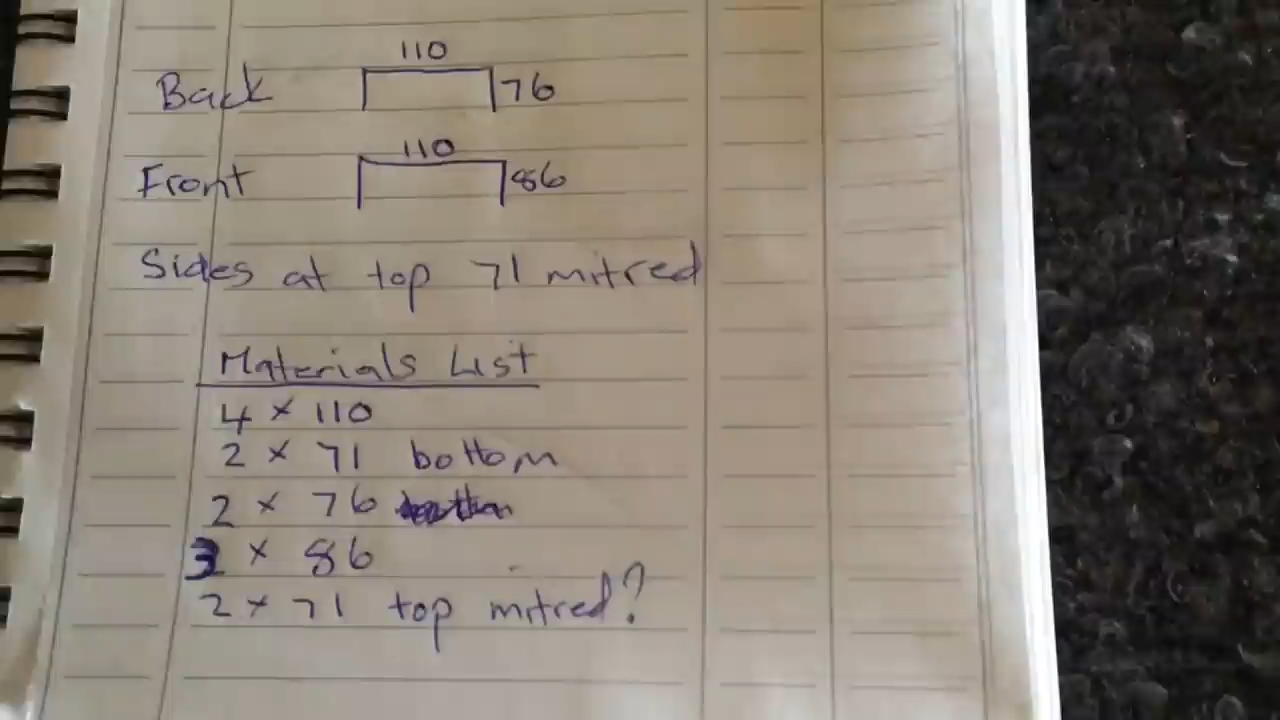 110
Back 76
110
Front 86
Sides at top 71 mitred
Materials List
4 x 110
2 x 71 bottom
2 x 76
3 x 86
2 x 71 top mitred?